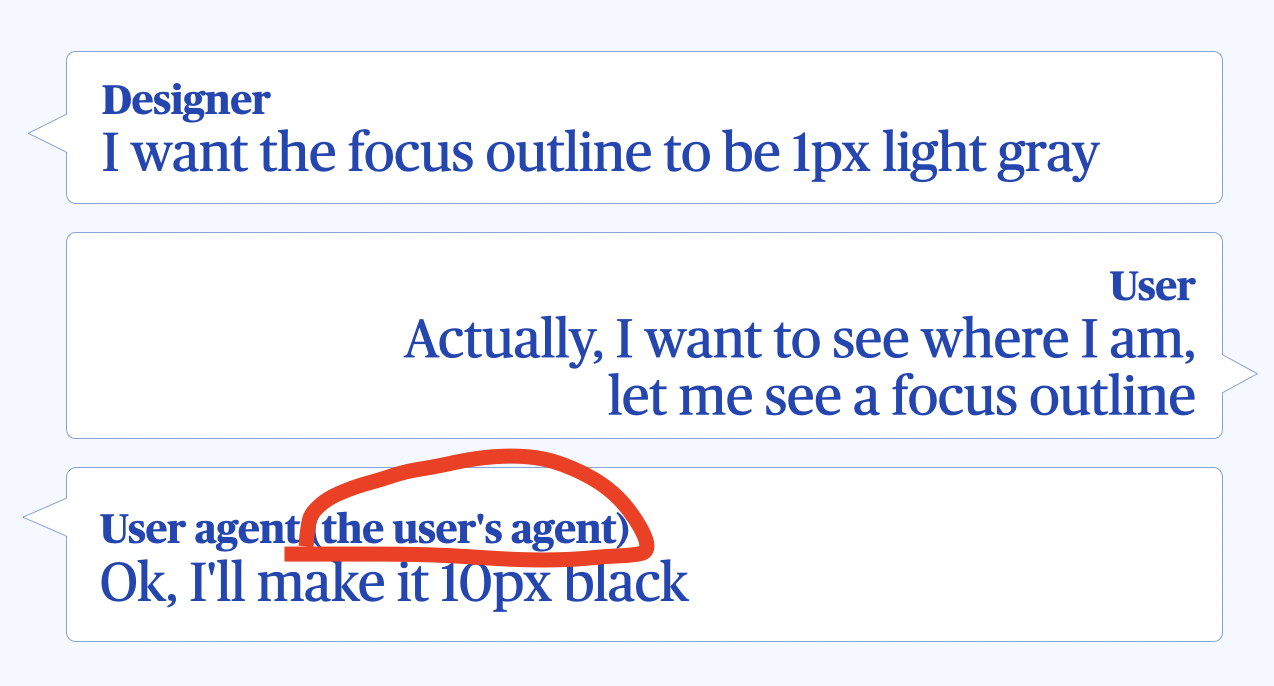 Designer
I want the focus outline to be 1px light gray
User
Actually, I want to see where I am,
let me see a focus outline
User agent (the user's agent)
Ok, I'll make it 10px black